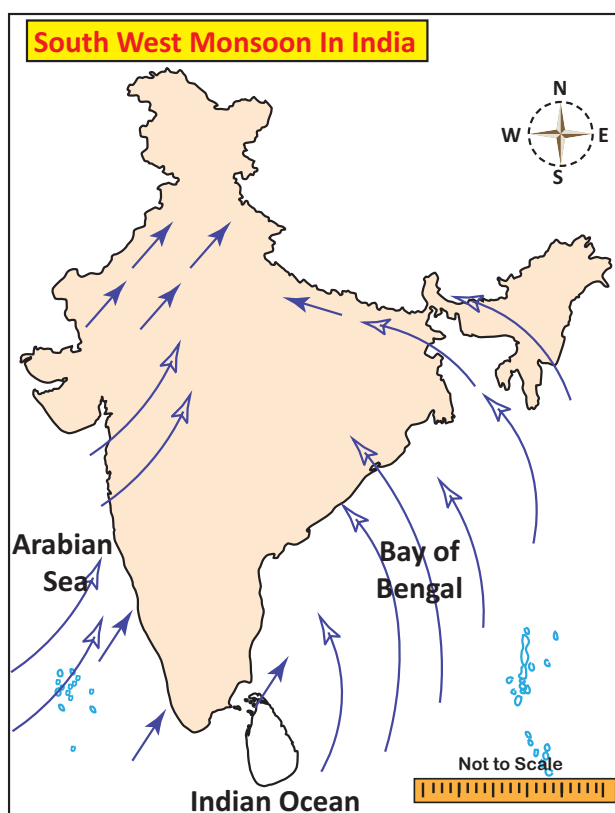 South West Monsoon In India
N
W
E
S
Arabian
Sea
Bay of
Bengal
Not to Scale
Indian Ocean